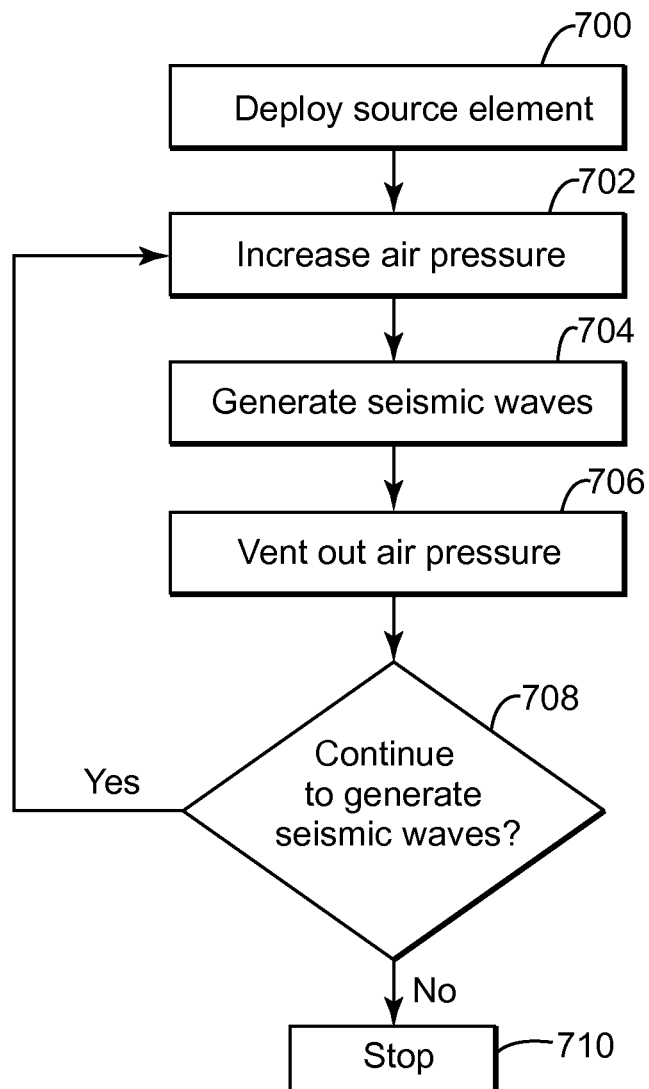 700
Deploy source element
702
Increase air pressure
704
Generate seismic waves
706
Vent out air pressure
708
Continue
to generate
seismic waves?
Yes
No
Stop
710